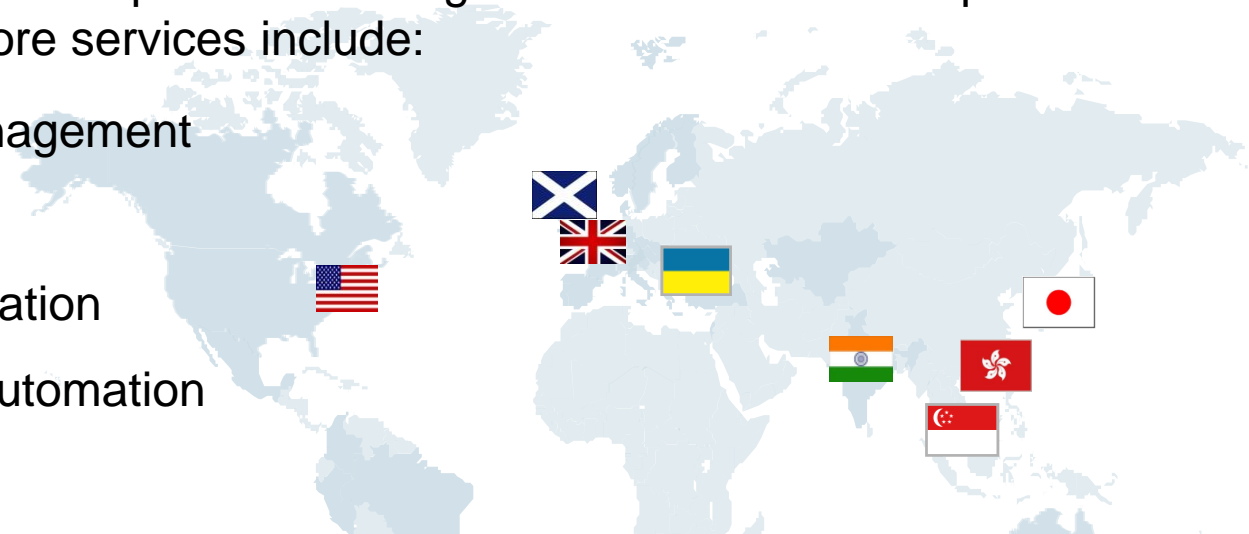 ore services include:
nagement
ation
utomation